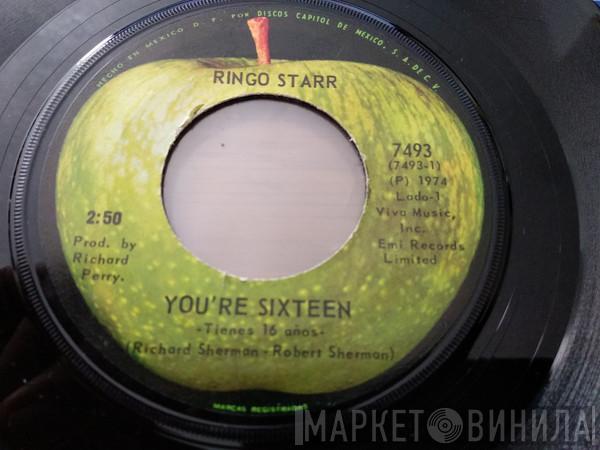 HECHO EN MEXICO D. F. POR DISCOS CAPITOL DE MEXICO, S. A. DE C. V.
RINGO STARR
7493
(7493-1)
(P) 1974
Lado-1
Viva Music,
Inc.
Emi Records
Limited
2:50
Prod. by
Richard
Perry.
YOU'RE SIXTEEN
-Tienes 16 años-
(Richard Sherman - Robert Sherman)
MARCAS REGISTRADAS
МАРКЕТ ВИНИЛА